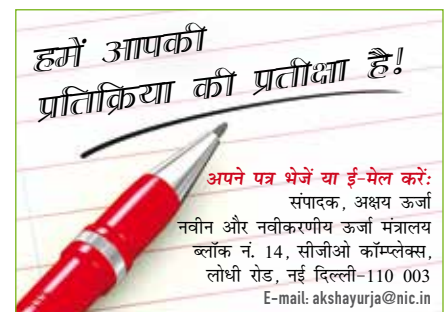 हमें आपकी
प्रतिक्रिया की प्रतीक्षा है!
अपने पत्र भेजें या ई-मेल करें:
संपादक, अक्षय ऊर्जा
नवीन और नवीकरणीय ऊर्जा मंत्रालय
ब्लॉक नं. 14, सीजीओ कॉम्प्लेक्स,
लोधी रोड, नई दिल्ली-110 003
E-mail: akshayurja@nic.in